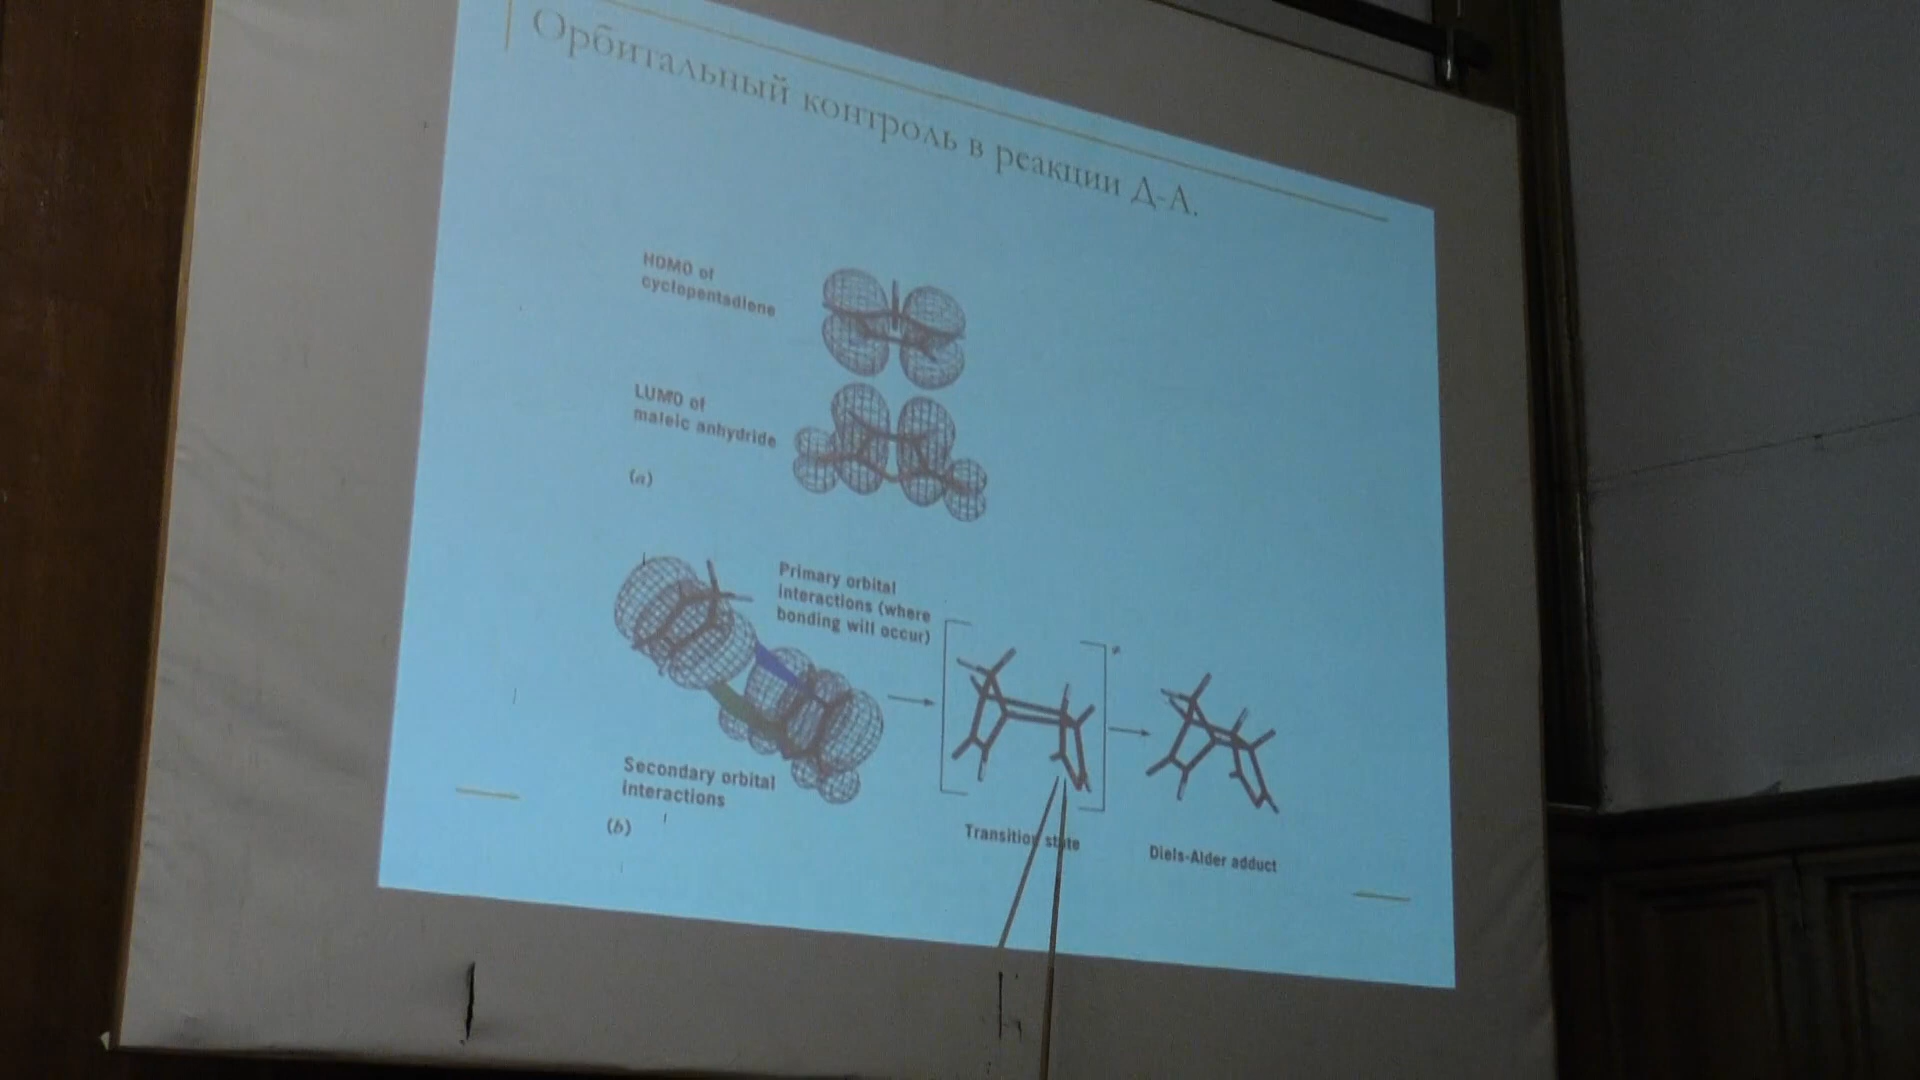 Орбитальный контроль в реакции Д-А.
HOMO of
cyclopentadiene
LUMO of
maleic anhydride
(a)
Primary orbital
interactions (where
bonding will occur)
Secondary orbital
interactions
(b)
Transition state
Diels-Alder adduct